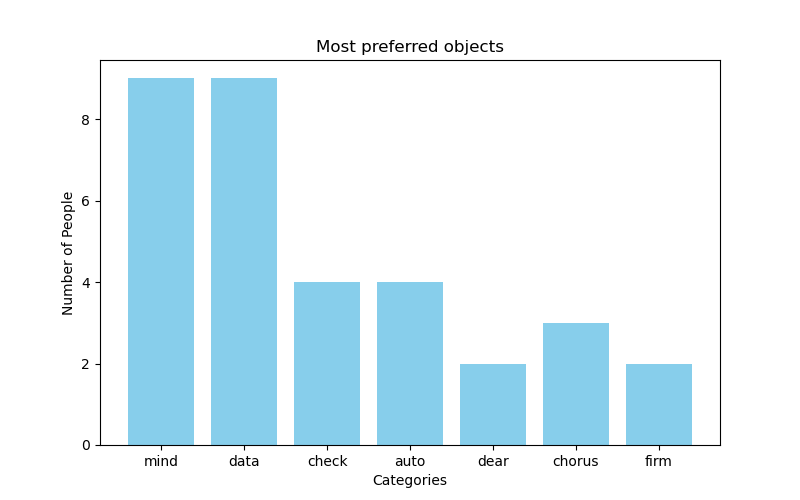 Most preferred objects
Number of People
8
6
4
2
0
mind data check auto dear chorus firm
Categories